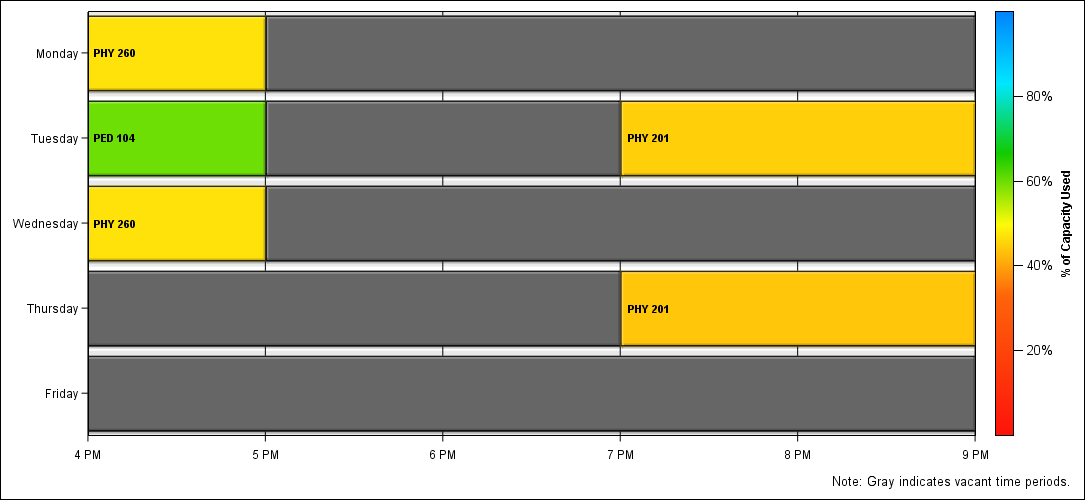 Monday
PHY 260
Tuesday
PED 104
PHY 201
Wednesday
PHY 260
Thursday
PHY 201
Friday
4 PM
5 PM
6 PM
7 PM
8 PM
9 PM
80%
60%
40%
20%
% of Capacity Used
Note: Gray indicates vacant time periods.